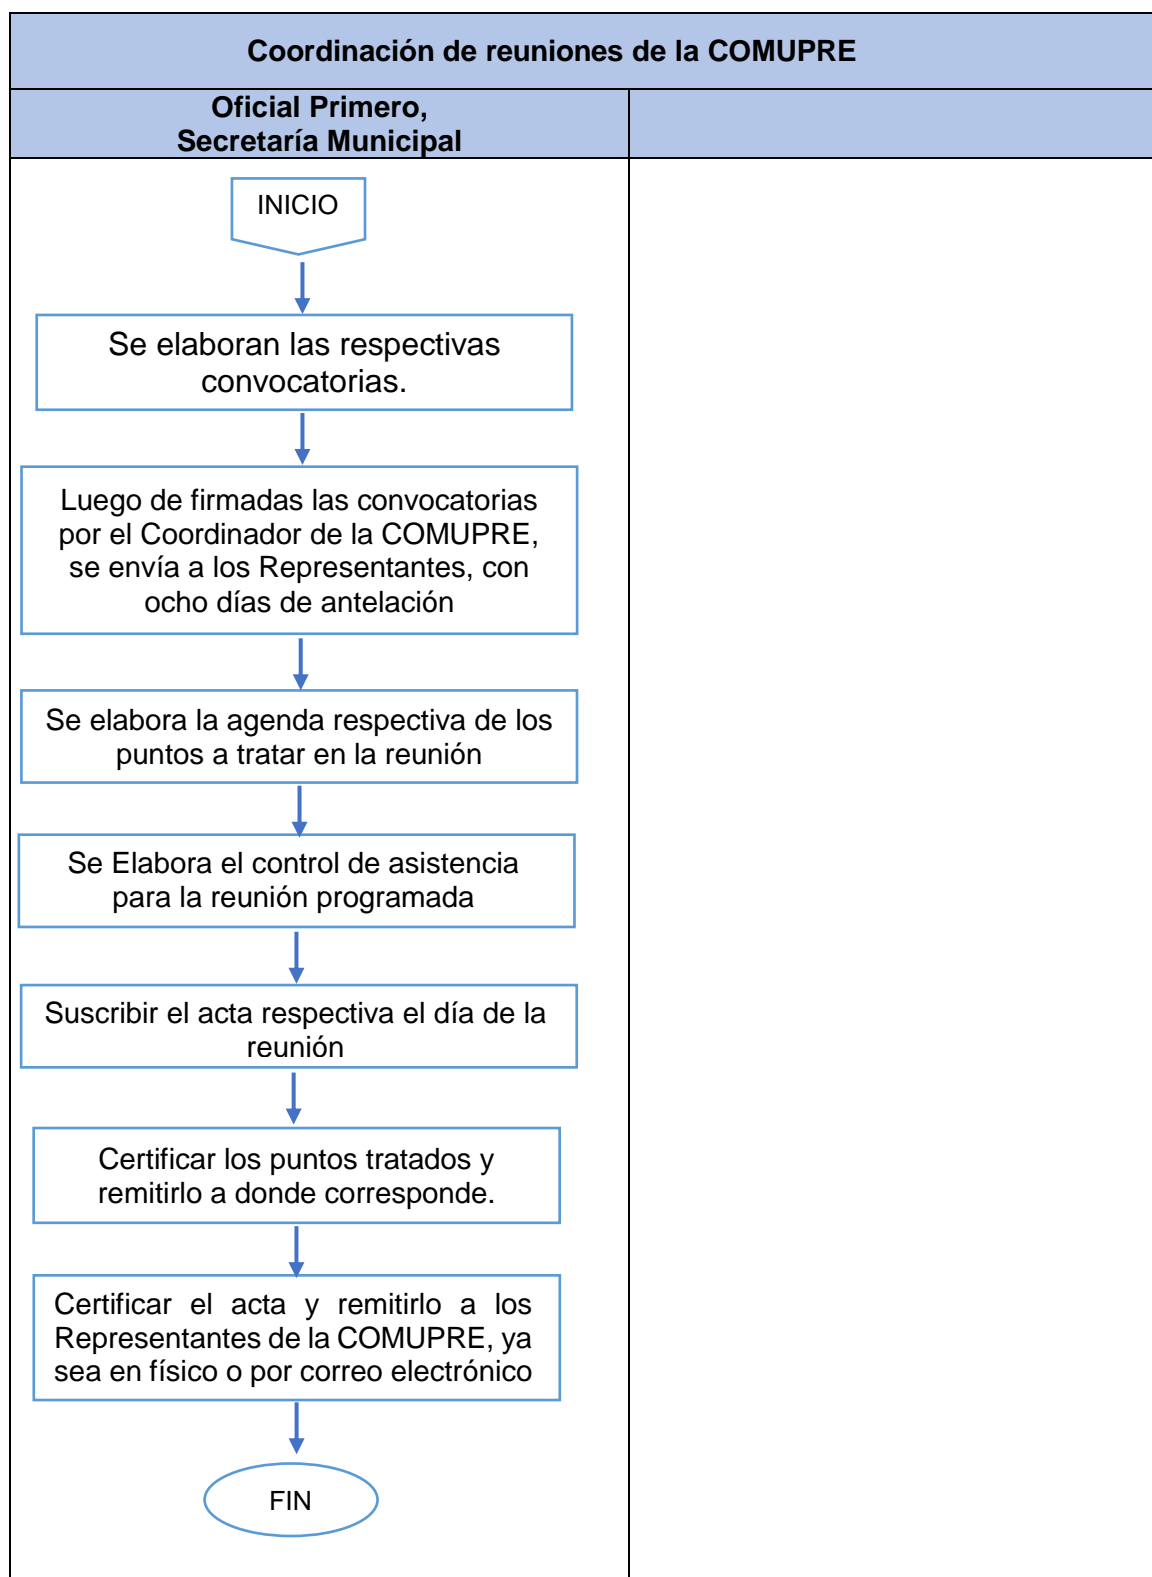 Coordinación de reuniones de la COMUPRE
Oficial Primero,
Secretaría Municipal
INICIO
Se elaboran las respectivas
convocatorias.
Luego de firmadas las convocatorias
por el Coordinador de la COMUPRE,
se envía a los Representantes, con
ocho días de antelación
Se elabora la agenda respectiva de los
puntos a tratar en la reunión
Se Elabora el control de asistencia
para la reunión programada
Suscribir el acta respectiva el día de la
reunión
Certificar los puntos tratados y
remitirlo a donde corresponde.
Certificar el acta y remitirlo a los
Representantes de la COMUPRE, ya
sea en físico o por correo electrónico
FIN